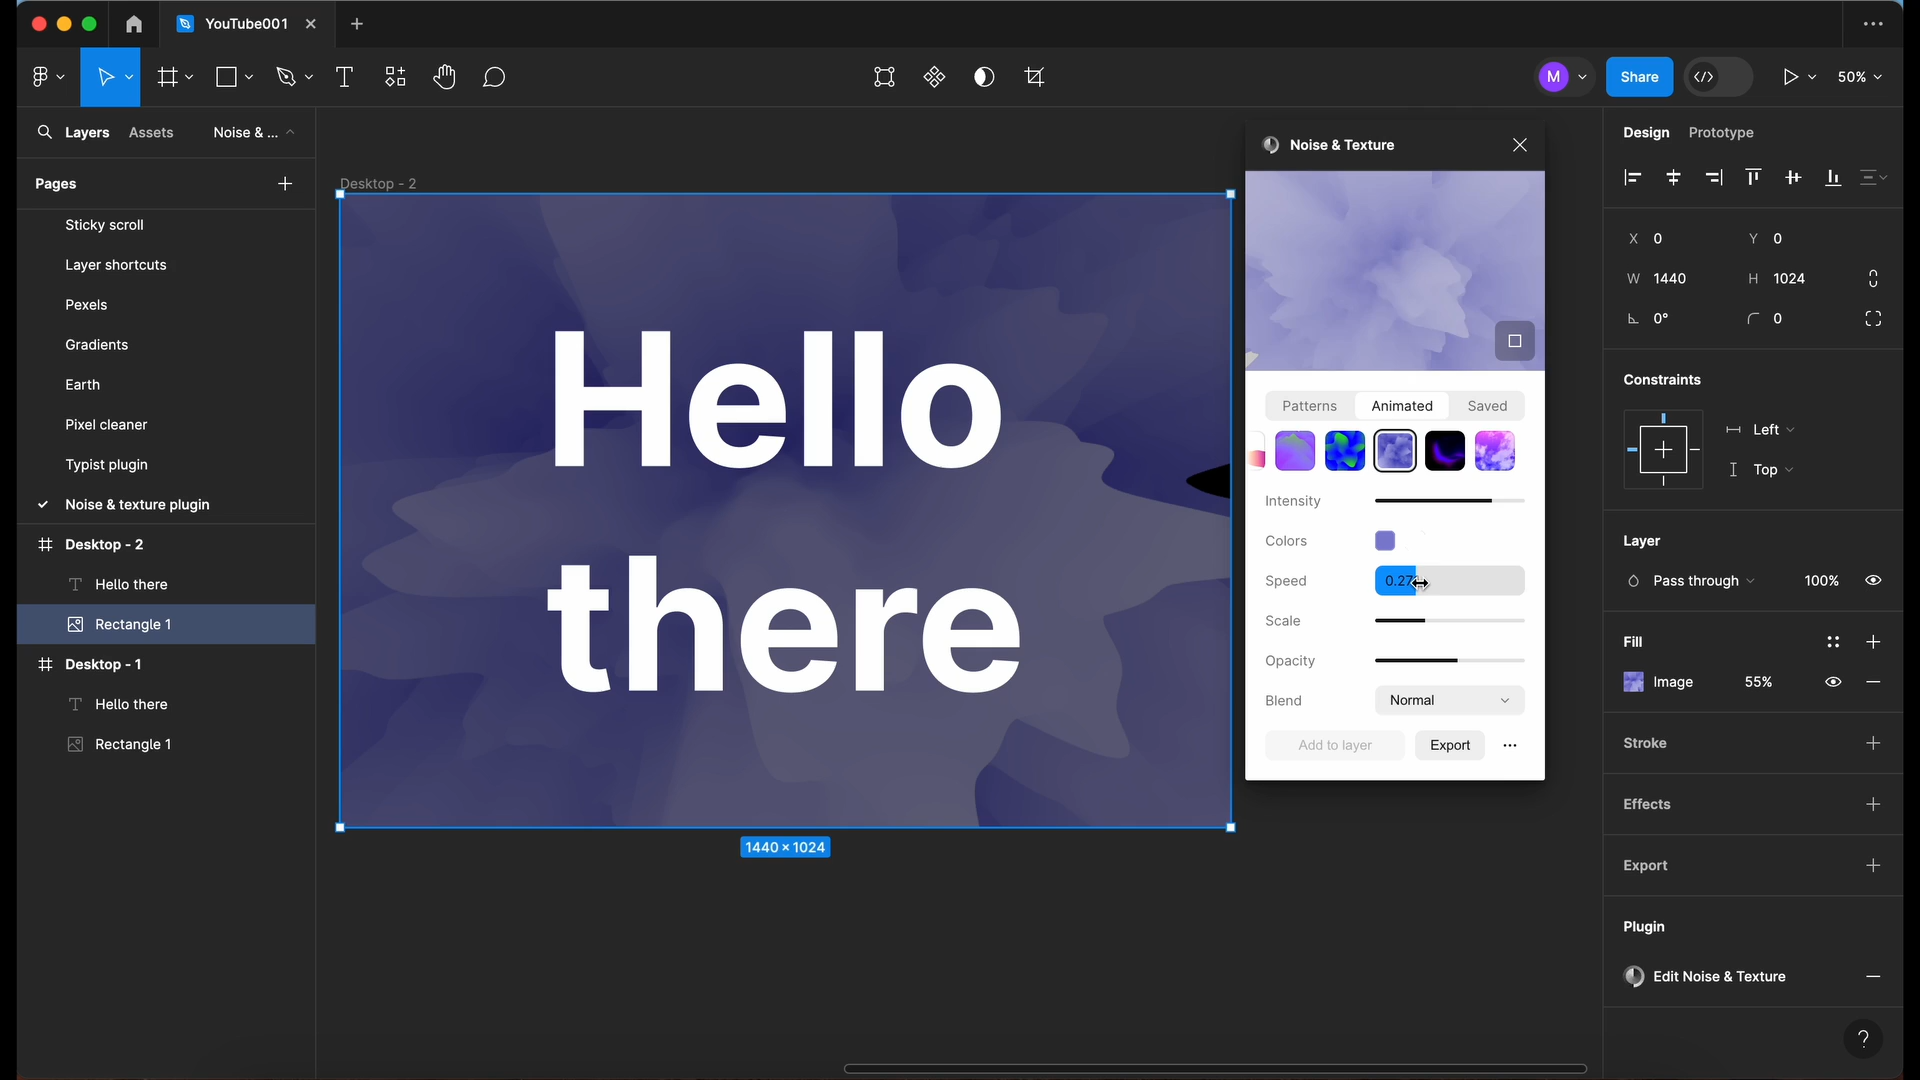 YouTube001
M
Share
50%
Layers
Assets
Noise & ...
Pages
Sticky scroll
Layer shortcuts
Pexels
Gradients
Earth
Pixel cleaner
Typist plugin
Noise & texture plugin
Desktop - 2
Hello there
Rectangle 1
Desktop - 1
Hello there
Rectangle 1
Desktop - 2
Hello
there
1440 × 1024
Noise & Texture
Patterns
Animated
Saved
Intensity
Colors
Speed
Scale
Opacity
Blend
Normal
Add to layer
Export
Design
Prototype
X 0
Y 0
W 1440
H 1024
0°
0
Constraints
Left
Top
Layer
Pass through
100%
Fill
Image
55%
Stroke
Effects
Export
Plugin
Edit Noise & Texture
?